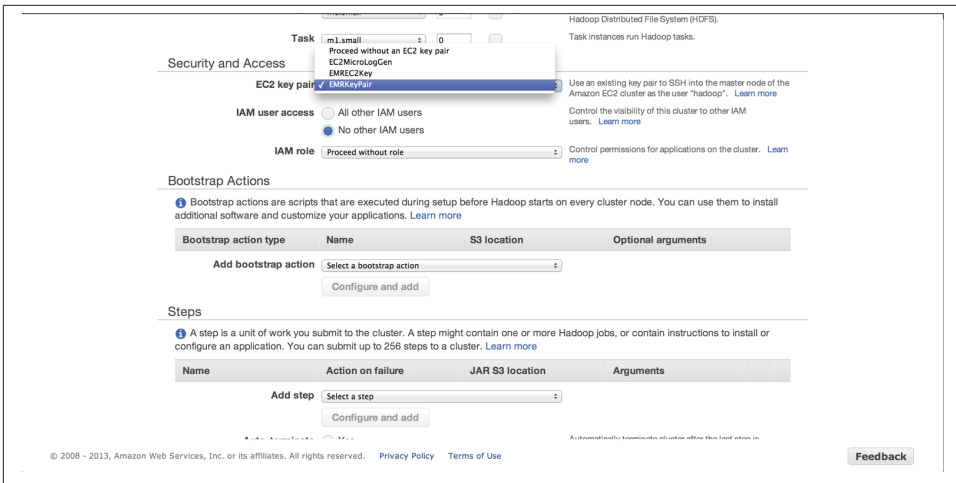 Hadoop Distributed File System (HDFS).
Task m1.small 0 Task instances run Hadoop tasks.
Proceed without an EC2 key pair
Security and Access
EC2MicroLogGen
EMREC2Key
EC2 key pair ✓ EMRKeyPair Use an existing key pair to SSH into the master node of the
Amazon EC2 cluster as the user "hadoop". Learn more
IAM user access All other IAM users Control the visibility of this cluster to other IAM
users. Learn more
No other IAM users
IAM role Proceed without role Control permissions for applications on the cluster. Learn
more
Bootstrap Actions
Bootstrap actions are scripts that are executed during setup before Hadoop starts on every cluster node. You can use them to install
additional software and customize your applications. Learn more
Bootstrap action type Name S3 location Optional arguments
Add bootstrap action Select a bootstrap action
Configure and add
Steps
A step is a unit of work you submit to the cluster. A step might contain one or more Hadoop jobs, or contain instructions to install or
configure an application. You can submit up to 256 steps to a cluster. Learn more
Name Action on failure JAR S3 location Arguments
Add step Select a step
Configure and add
Auto-terminate Yes Automatically terminate cluster after the last step is
© 2008 - 2013, Amazon Web Services, Inc. or its affiliates. All rights reserved. Privacy Policy Terms of Use Feedback